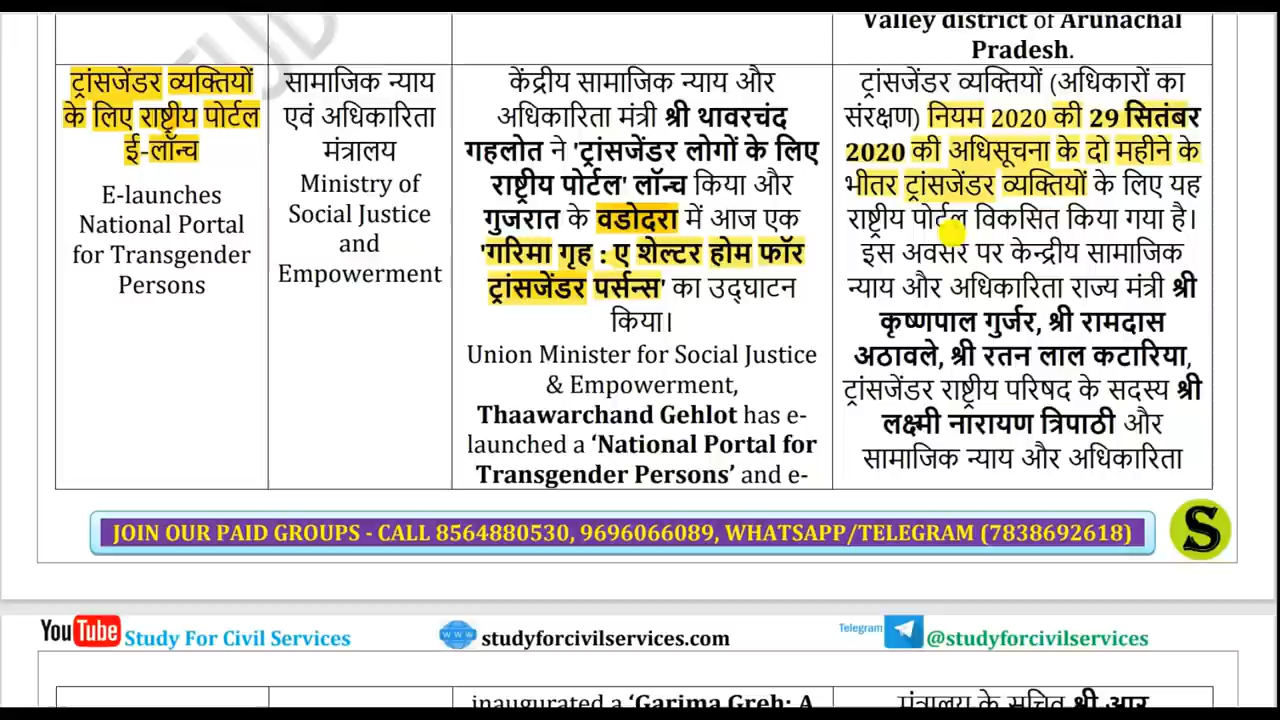 Valley district of Arunachal
Pradesh.
ट्रांसजेंडर व्यक्तियों
के लिए राष्ट्रीय पोर्टल
ई-लॉन्च
E-launches
National Portal
for Transgender
Persons
सामाजिक न्याय
एवं अधिकारिता
मंत्रालय
Ministry of
Social Justice
and
Empowerment
केंद्रीय सामाजिक न्याय और
अधिकारिता मंत्री श्री थावरचंद
गहलोत ने 'ट्रांसजेंडर लोगों के लिए
राष्ट्रीय पोर्टल' लॉन्च किया और
गुजरात के वडोदरा में आज एक
'गरिमा गृह : ए शेल्टर होम फॉर
ट्रांसजेंडर पर्सन्स' का उद्घाटन
किया।
Union Minister for Social Justice
& Empowerment,
Thaawarchand Gehlot has e-
launched a ‘National Portal for
Transgender Persons’ and e-
ट्रांसजेंडर व्यक्तियों (अधिकारों का
संरक्षण) नियम 2020 की 29 सितंबर
2020 की अधिसूचना के दो महीने के
भीतर ट्रांसजेंडर व्यक्तियों के लिए यह
राष्ट्रीय पोर्टल विकसित किया गया है।
इस अवसर पर केन्द्रीय सामाजिक
न्याय और अधिकारिता राज्य मंत्री श्री
कृष्णपाल गुर्जर, श्री रामदास
अठावले, श्री रतन लाल कटारिया,
ट्रांसजेंडर राष्ट्रीय परिषद के सदस्य श्री
लक्ष्मी नारायण त्रिपाठी और
सामाजिक न्याय और अधिकारिता
JOIN OUR PAID GROUPS - CALL 8564880530, 9696066089, WHATSAPP/TELEGRAM (7838692618)
S
YouTube Study For Civil Services
WWW studyforcivilservices.com
Telegram @studyforcivilservices
inaugurated a ‘Garima Greh: A
मंत्रालय के सचिव श्री आर